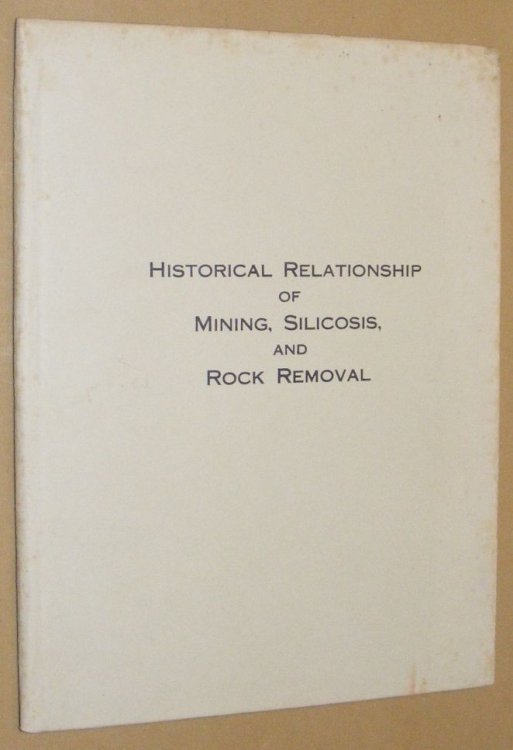 Historical Relationship
of
Mining, Silicosis,
and
Rock Removal